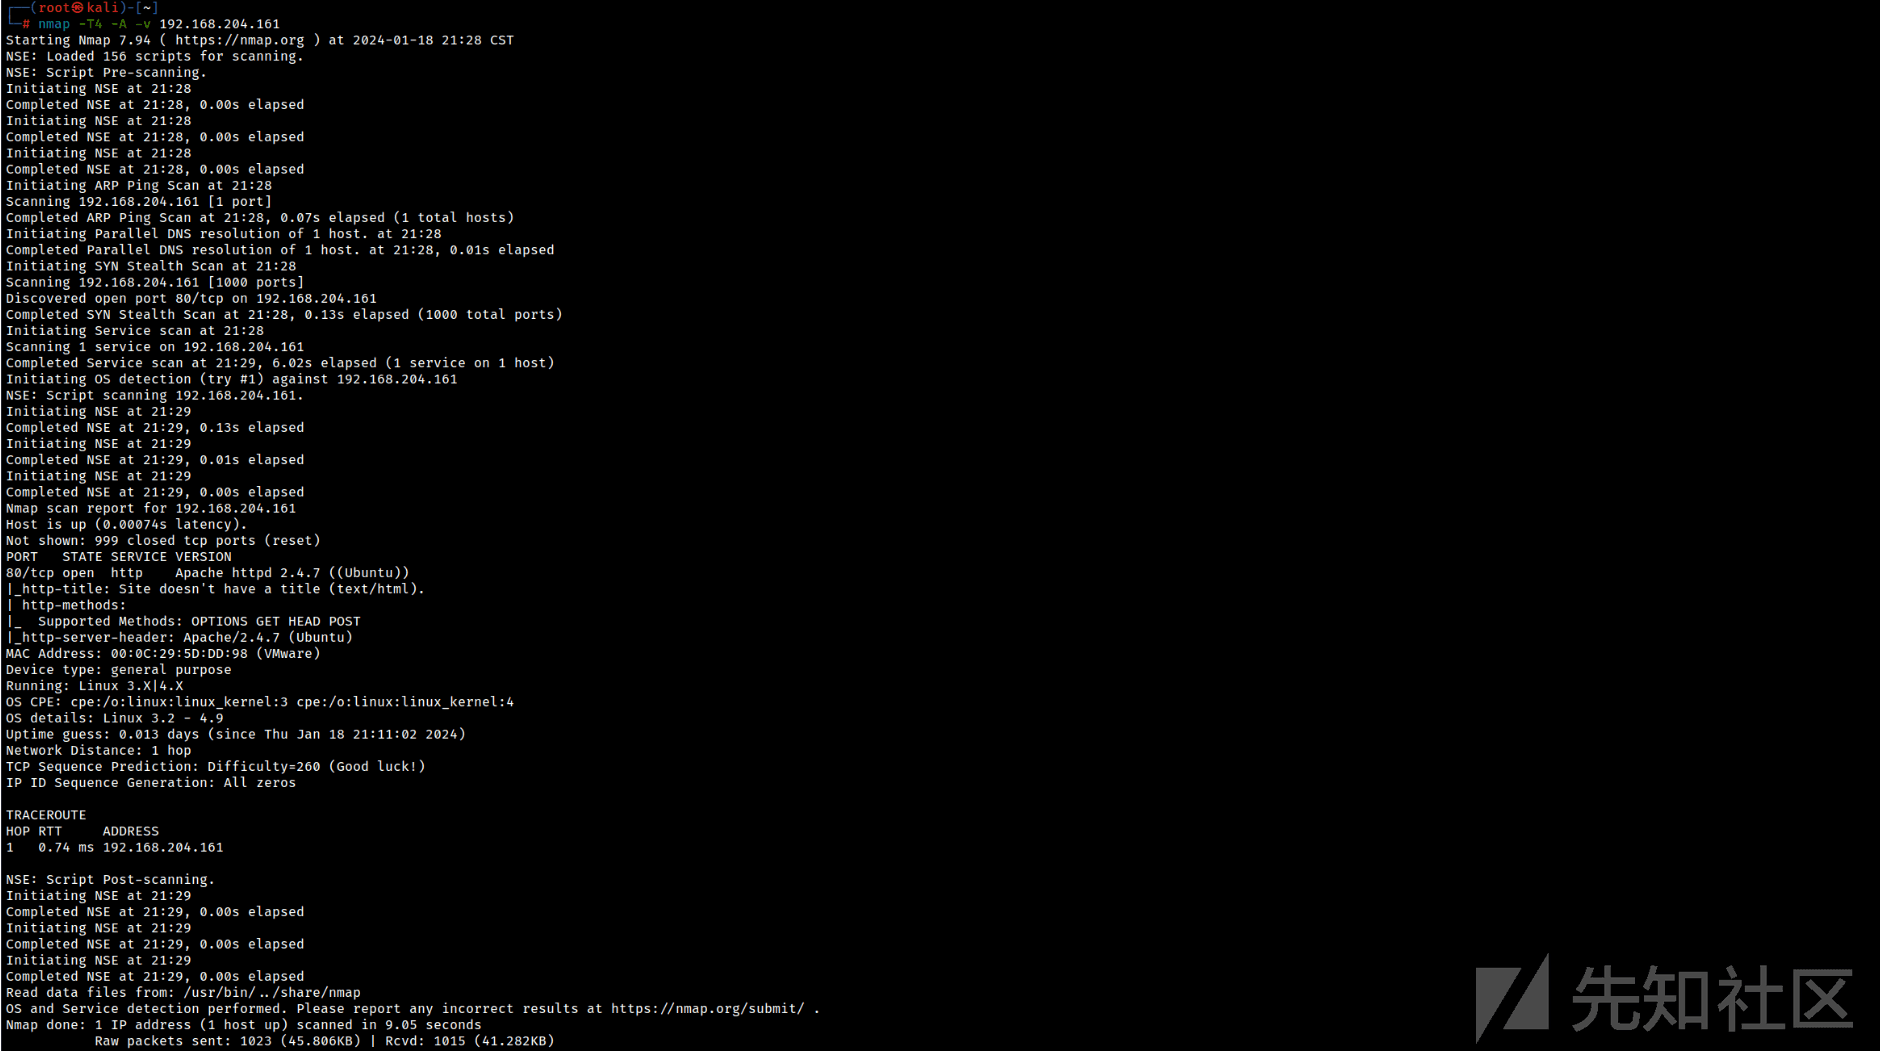 ┌──(root㉿kali)-[~]
└─# nmap -T4 -A -v 192.168.204.161
Starting Nmap 7.94 ( https://nmap.org ) at 2024-01-18 21:28 CST
NSE: Loaded 156 scripts for scanning.
NSE: Script Pre-scanning.
Initiating NSE at 21:28
Completed NSE at 21:28, 0.00s elapsed
Initiating NSE at 21:28
Completed NSE at 21:28, 0.00s elapsed
Initiating NSE at 21:28
Completed NSE at 21:28, 0.00s elapsed
Initiating ARP Ping Scan at 21:28
Scanning 192.168.204.161 [1 port]
Completed ARP Ping Scan at 21:28, 0.07s elapsed (1 total hosts)
Initiating Parallel DNS resolution of 1 host. at 21:28
Completed Parallel DNS resolution of 1 host. at 21:28, 0.01s elapsed
Initiating SYN Stealth Scan at 21:28
Scanning 192.168.204.161 [1000 ports]
Discovered open port 80/tcp on 192.168.204.161
Completed SYN Stealth Scan at 21:28, 0.13s elapsed (1000 total ports)
Initiating Service scan at 21:28
Scanning 1 service on 192.168.204.161
Completed Service scan at 21:29, 6.02s elapsed (1 service on 1 host)
Initiating OS detection (try #1) against 192.168.204.161
NSE: Script scanning 192.168.204.161.
Initiating NSE at 21:29
Completed NSE at 21:29, 0.13s elapsed
Initiating NSE at 21:29
Completed NSE at 21:29, 0.01s elapsed
Initiating NSE at 21:29
Completed NSE at 21:29, 0.00s elapsed
Nmap scan report for 192.168.204.161
Host is up (0.00074s latency).
Not shown: 999 closed tcp ports (reset)
PORT   STATE SERVICE VERSION
80/tcp open  http    Apache httpd 2.4.7 ((Ubuntu))
|_http-title: Site doesn't have a title (text/html).
| http-methods:
|_  Supported Methods: OPTIONS GET HEAD POST
|_http-server-header: Apache/2.4.7 (Ubuntu)
MAC Address: 00:0C:29:5D:DD:98 (VMware)
Device type: general purpose
Running: Linux 3.X|4.X
OS CPE: cpe:/o:linux:linux_kernel:3 cpe:/o:linux:linux_kernel:4
OS details: Linux 3.2 - 4.9
Uptime guess: 0.013 days (since Thu Jan 18 21:11:02 2024)
Network Distance: 1 hop
TCP Sequence Prediction: Difficulty=260 (Good luck!)
IP ID Sequence Generation: All zeros
TRACEROUTE
HOP RTT     ADDRESS
1   0.74 ms 192.168.204.161
NSE: Script Post-scanning.
Initiating NSE at 21:29
Completed NSE at 21:29, 0.00s elapsed
Initiating NSE at 21:29
Completed NSE at 21:29, 0.00s elapsed
Initiating NSE at 21:29
Completed NSE at 21:29, 0.00s elapsed
Read data files from: /usr/bin/../share/nmap
OS and Service detection performed. Please report any incorrect results at https://nmap.org/submit/ .
Nmap done: 1 IP address (1 host up) scanned in 9.05 seconds
           Raw packets sent: 1023 (45.806KB) | Rcvd: 1015 (41.282KB)
先知社区